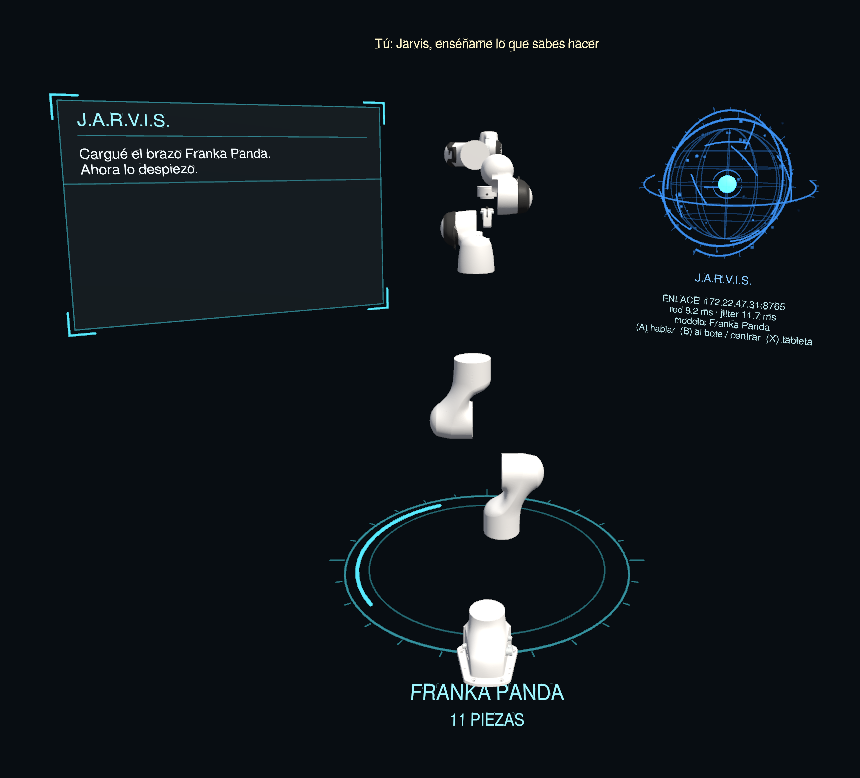 Tú: Jarvis, enséñame lo que sabes hacer
J.A.R.V.I.S.
Cargué el brazo Franka Panda.
Ahora lo despiezo.
J.A.R.V.I.S.
ENLACE 172.22.47.31:8765
red 9.2 ms · jitter 11.7 ms
modelo: Franka Panda
(A) hablar (B) al bote / centrar (X) tableta
FRANKA PANDA
11 PIEZAS